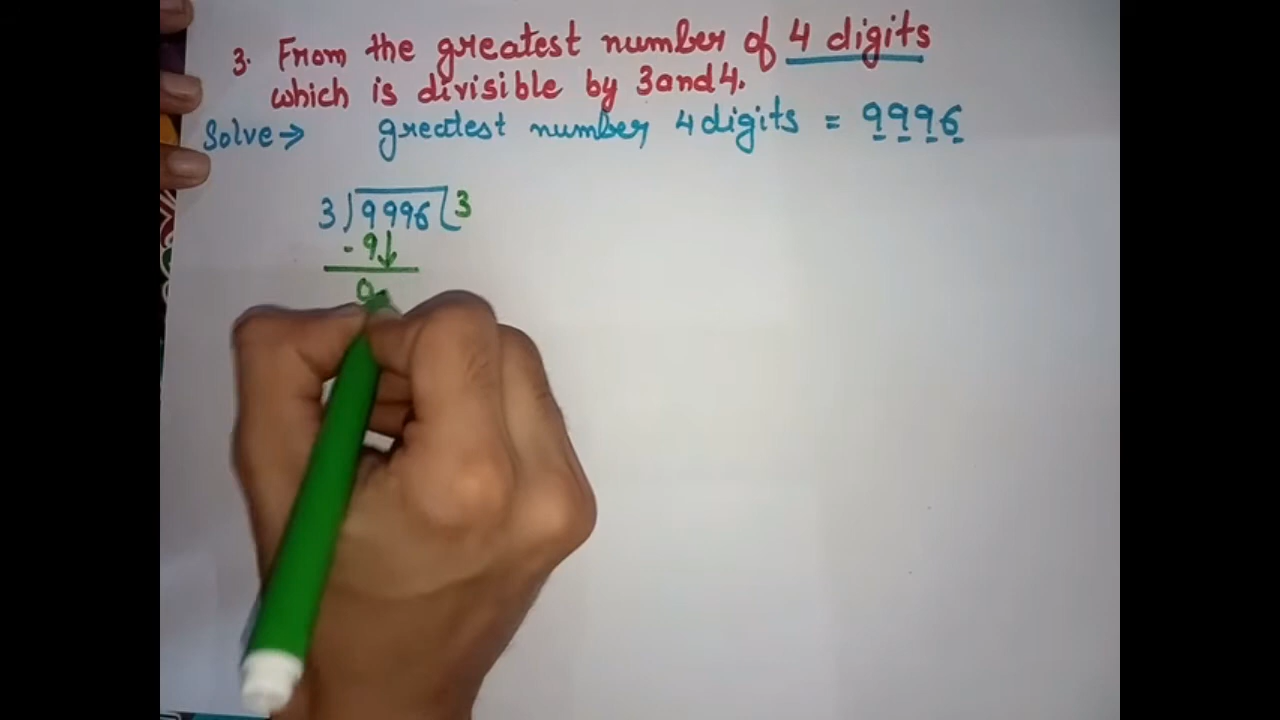 3. From the greatest number of 4 digits
which is divisible by 3 and 4.
Solve → greatest number 4 digits = 9996
3 ) 9996 ( 3
- 9 ↓
0